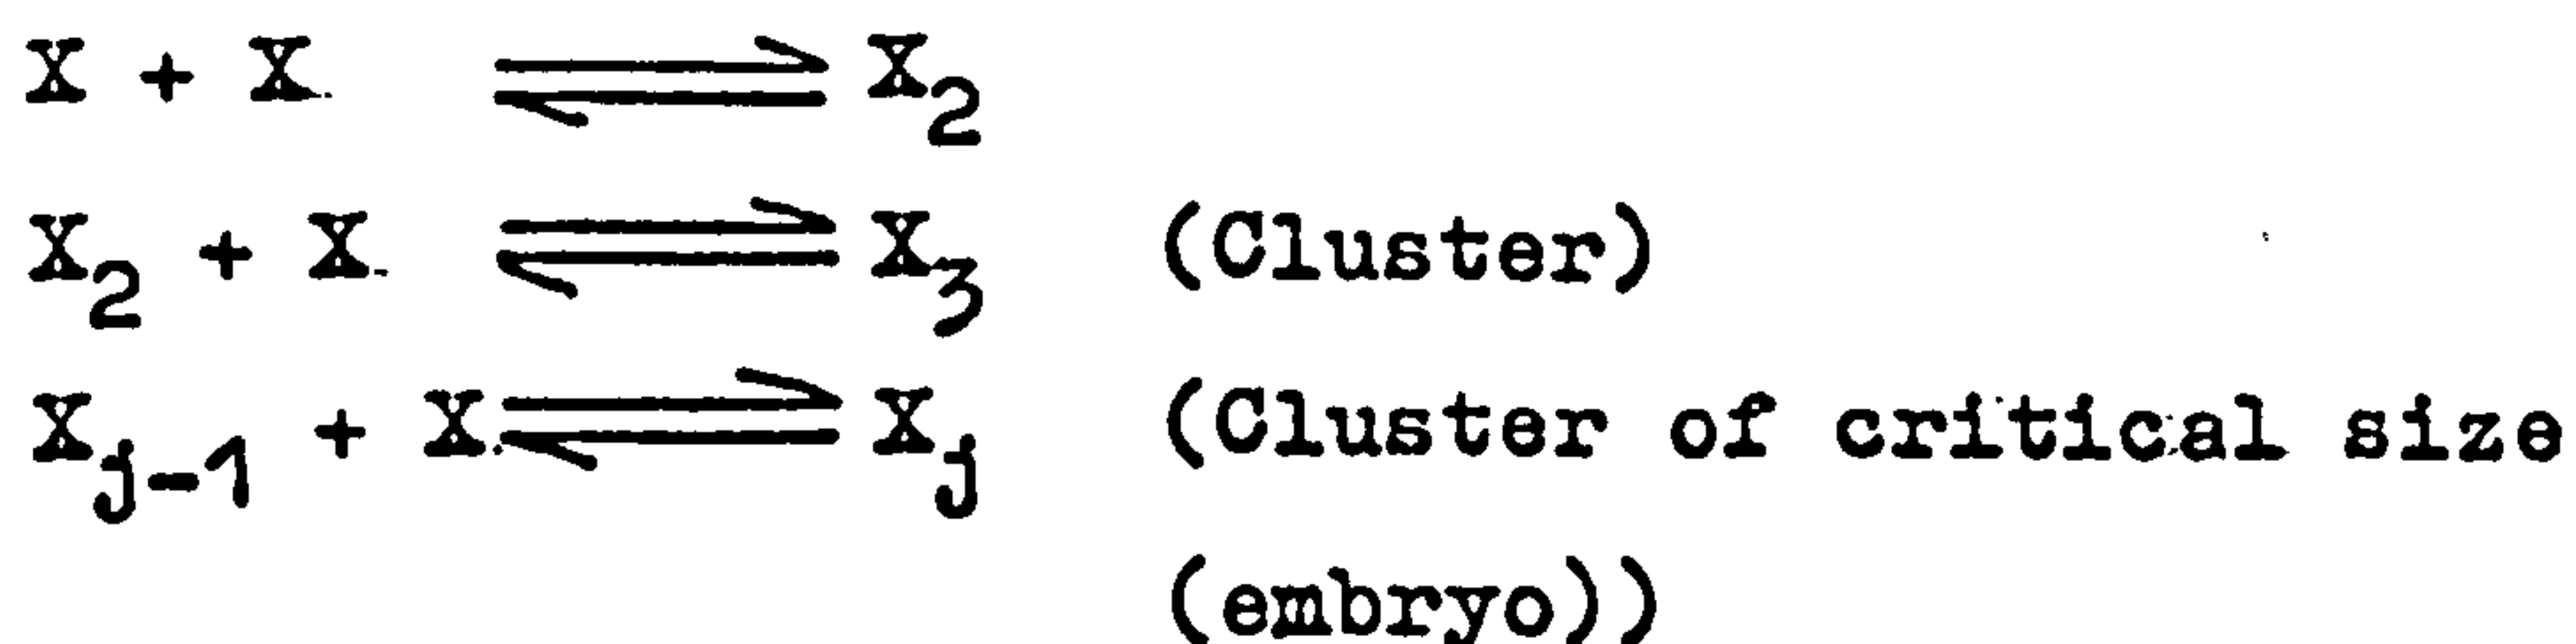 X + X ⇌ X₂
X₂ + X ⇌ X₃ (Cluster)
Xⱼ₋₁ + X ⇌ Xⱼ (Cluster of critical size
(embryo))